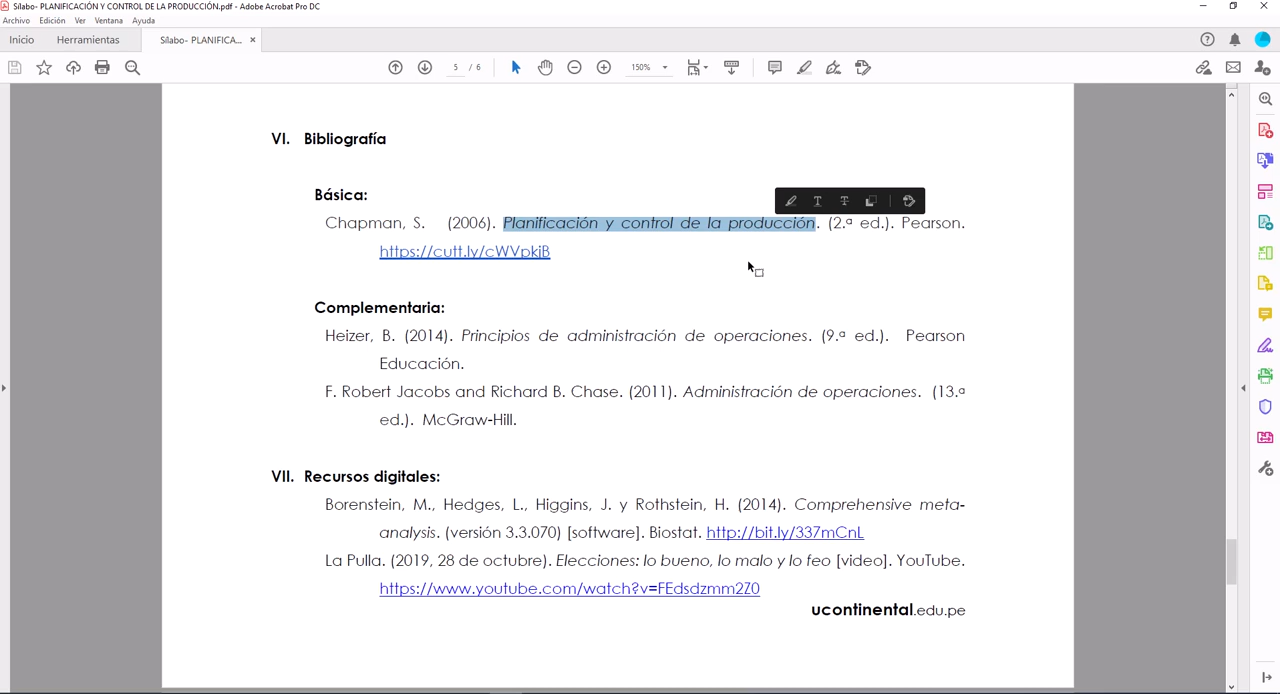 Sílabo- PLANIFICACIÓN Y CONTROL DE LA PRODUCCIÓN.pdf - Adobe Acrobat Pro DC
Archivo Edición Ver Ventana Ayuda
Inicio Herramientas Sílabo- PLANIFICA... ×
5 / 6 150%
VI. Bibliografía
Básica:
Chapman, S. (2006). Planificación y control de la producción. (2.ª ed.). Pearson.
https://cutt.ly/cWVpkjB
Complementaria:
Heizer, B. (2014). Principios de administración de operaciones. (9.ª ed.). Pearson
Educación.
F. Robert Jacobs and Richard B. Chase. (2011). Administración de operaciones. (13.ª
ed.). McGraw-Hill.
VII. Recursos digitales:
Borenstein, M., Hedges, L., Higgins, J. y Rothstein, H. (2014). Comprehensive meta-
analysis. (versión 3.3.070) [software]. Biostat. http://bit.ly/337mCnL
La Pulla. (2019, 28 de octubre). Elecciones: lo bueno, lo malo y lo feo [video]. YouTube.
https://www.youtube.com/watch?v=FEdsdzmm2Z0
ucontinental.edu.pe